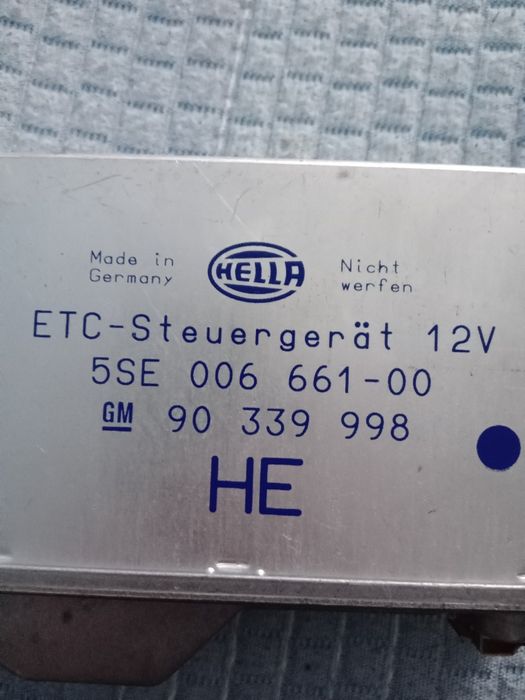 Made in
Germany
HELLA
Nicht
werfen
ETC-Steuergerät 12V
5SE 006 661-00
GM 90 339 998
HE